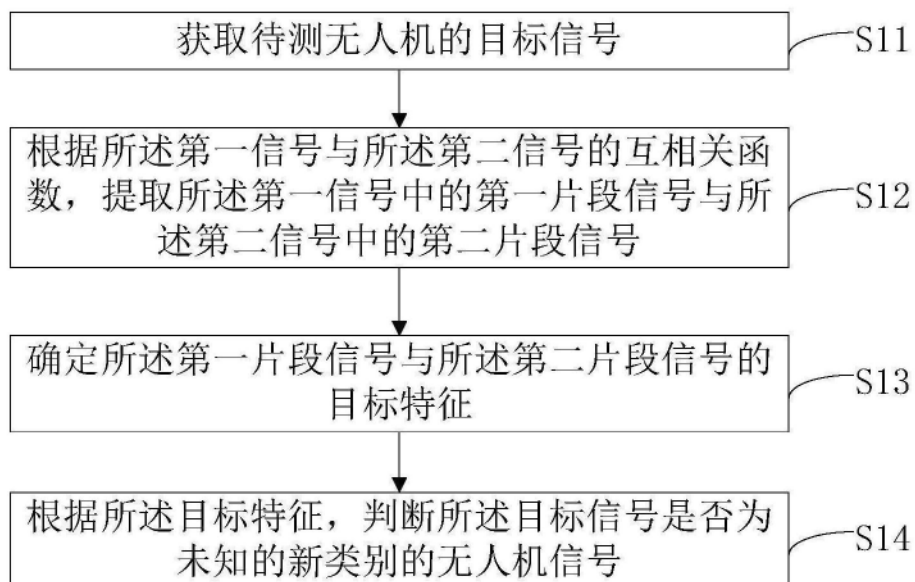 获取待测无人机的目标信号
S11
根据所述第一信号与所述第二信号的互相关函
数，提取所述第一信号中的第一片段信号与所
述第二信号中的第二片段信号
S12
确定所述第一片段信号与所述第二片段信号的
目标特征
S13
根据所述目标特征，判断所述目标信号是否为
未知的新类别的无人机信号
S14